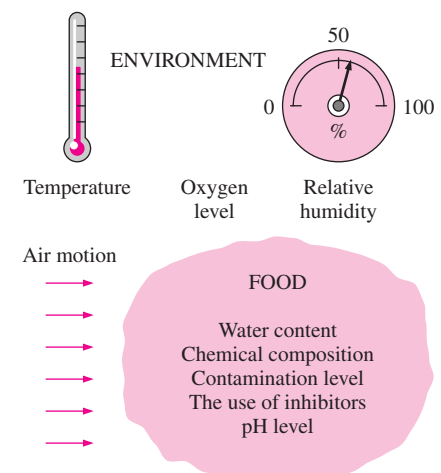 ENVIRONMENT
50
0
100
%
Temperature
Oxygen
level
Relative
humidity
Air motion
FOOD
Water content
Chemical composition
Contamination level
The use of inhibitors
pH level